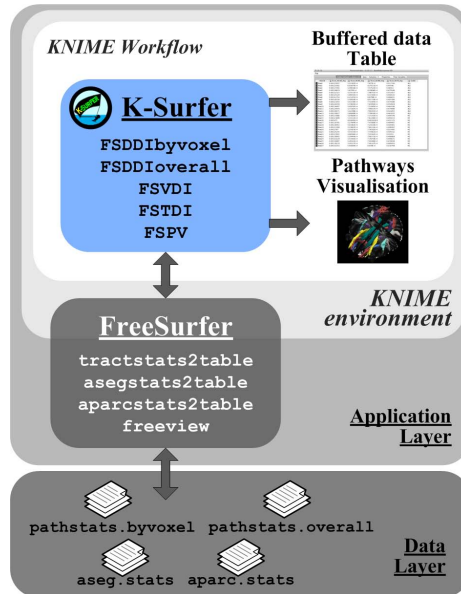 KNIME Workflow
Buffered data
Table
K-Surfer
FSDDIbyvoxel
FSDDIoverall
FSVDI
FSTDI
FSPV
Pathways
Visualisation
KNIME
environment
FreeSurfer
tractstats2table
asegstats2table
aparcstats2table
freeview
Application
Layer
pathstats.byvoxel
pathstats.overall
aseg.stats
aparc.stats
Data
Layer